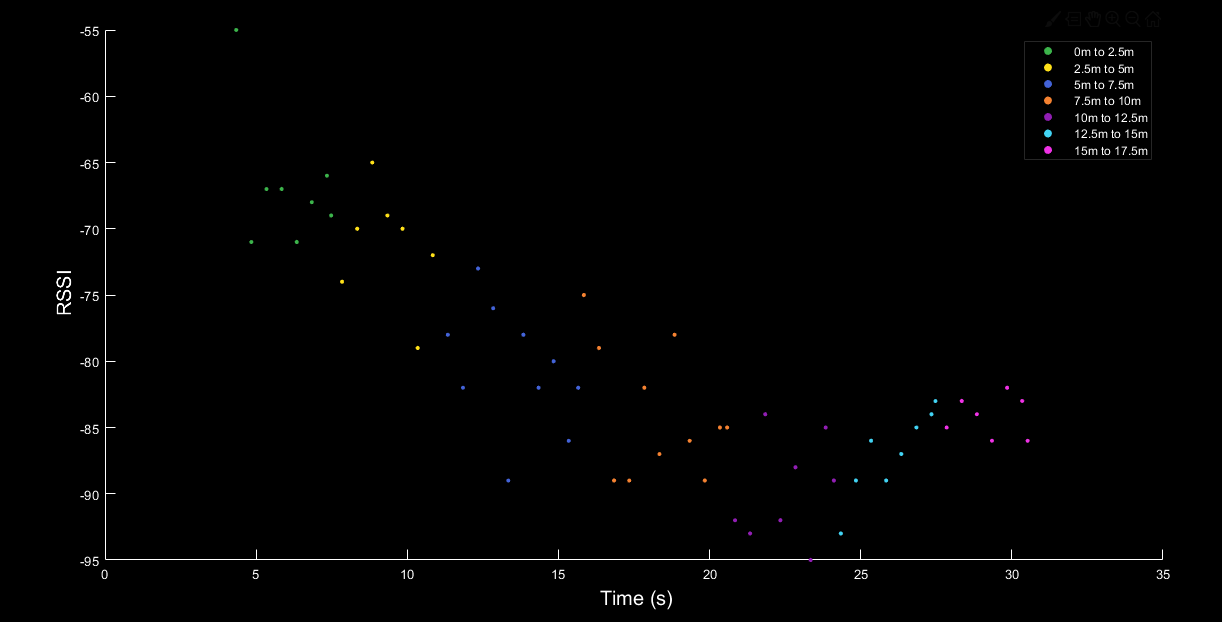 -55
-60
-65
-70
-75
-80
-85
-90
-95
RSSI
0
5
10
15
20
25
30
35
Time (s)
0m to 2.5m
2.5m to 5m
5m to 7.5m
7.5m to 10m
10m to 12.5m
12.5m to 15m
15m to 17.5m